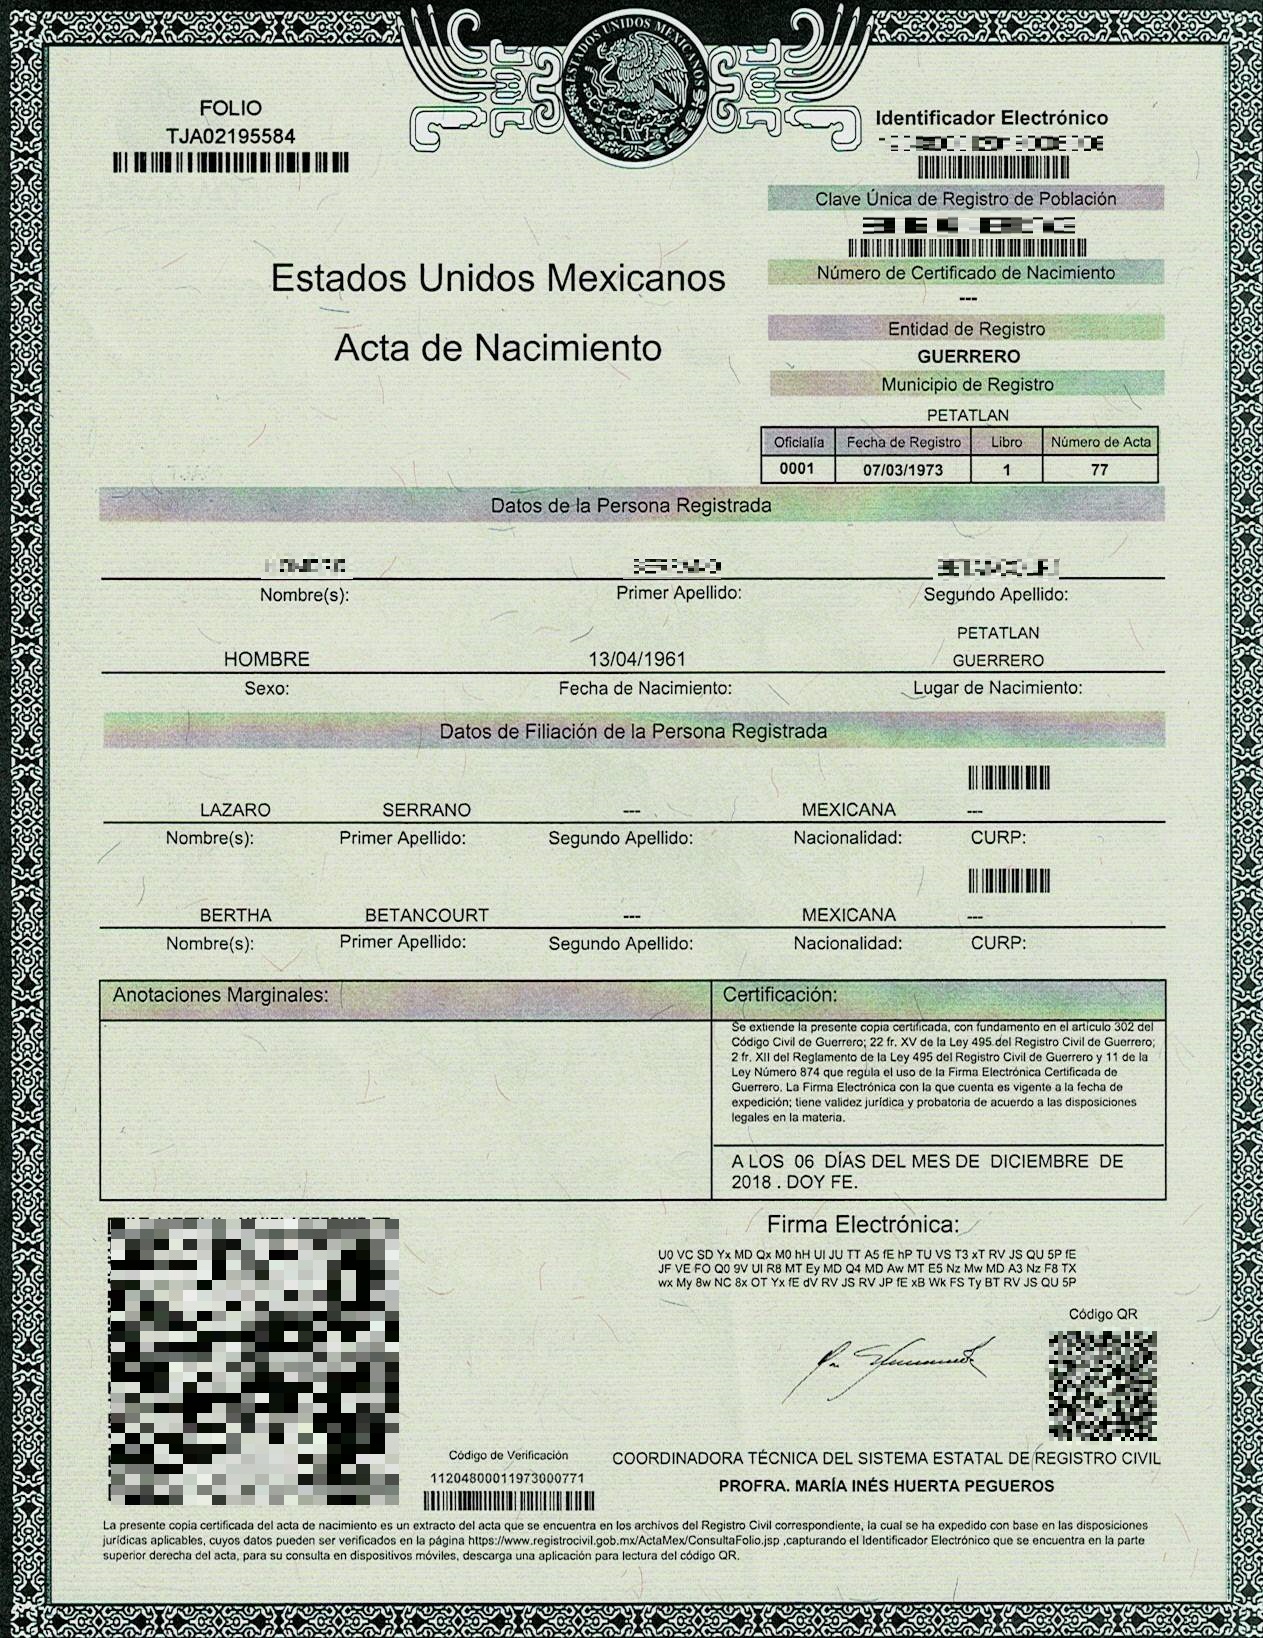 ESTADOS UNIDOS MEXICANOS
FOLIO
TJA02195584
Identificador Electrónico
Clave Única de Registro de Población
Número de Certificado de Nacimiento
---
Entidad de Registro
GUERRERO
Municipio de Registro
PETATLAN
Estados Unidos Mexicanos
Acta de Nacimiento
Oficialía Fecha de Registro Libro Número de Acta
0001 07/03/1973 1 77
Datos de la Persona Registrada
Nombre(s): Primer Apellido: Segundo Apellido:
PETATLAN
HOMBRE 13/04/1961 GUERRERO
Sexo: Fecha de Nacimiento: Lugar de Nacimiento:
Datos de Filiación de la Persona Registrada
LAZARO SERRANO --- MEXICANA ---
Nombre(s): Primer Apellido: Segundo Apellido: Nacionalidad: CURP:
BERTHA BETANCOURT --- MEXICANA ---
Nombre(s): Primer Apellido: Segundo Apellido: Nacionalidad: CURP:
Anotaciones Marginales:
Certificación:
Se extiende la presente copia certificada, con fundamento en el artículo 302 del
Código Civil de Guerrero; 22 fr. XV de la Ley 495 del Registro Civil de Guerrero;
2 fr. XII del Reglamento de la Ley 495 del Registro Civil de Guerrero y 11 de la
Ley Número 874 que regula el uso de la Firma Electrónica Certificada de
Guerrero. La Firma Electrónica con la que cuenta es vigente a la fecha de
expedición; tiene validez jurídica y probatoria de acuerdo a las disposiciones
legales en la materia.
A LOS 06 DÍAS DEL MES DE DICIEMBRE DE
2018 . DOY FE.
Firma Electrónica:
U0 VC SD Yx MD Qx M0 hH UI JU TT A5 fE hP TU VS T3 xT RV JS QU 5P fE
JF VE FO Q0 9V UI R8 MT Ey MD Q4 MD Aw MT E5 Nz Mw MD A3 Nz F8 TX
wx My 8w NC 8x OT Yx fE dV RV JS RV JP fE xB Wk FS Ty BT RV JS QU 5P
Código QR
Código de Verificación
11204800011973000771
COORDINADORA TÉCNICA DEL SISTEMA ESTATAL DE REGISTRO CIVIL
PROFRA. MARÍA INÉS HUERTA PEGUEROS
La presente copia certificada del acta de nacimiento es un extracto del acta que se encuentra en los archivos del Registro Civil correspondiente, la cual se ha expedido con base en las disposiciones
jurídicas aplicables, cuyos datos pueden ser verificados en la página https://www.registrocivil.gob.mx/ActaMex/ConsultaFolio.jsp ,capturando el Identificador Electrónico que se encuentra en la parte
superior derecha del acta, para su consulta en dispositivos móviles, descarga una aplicación para lectura del código QR.